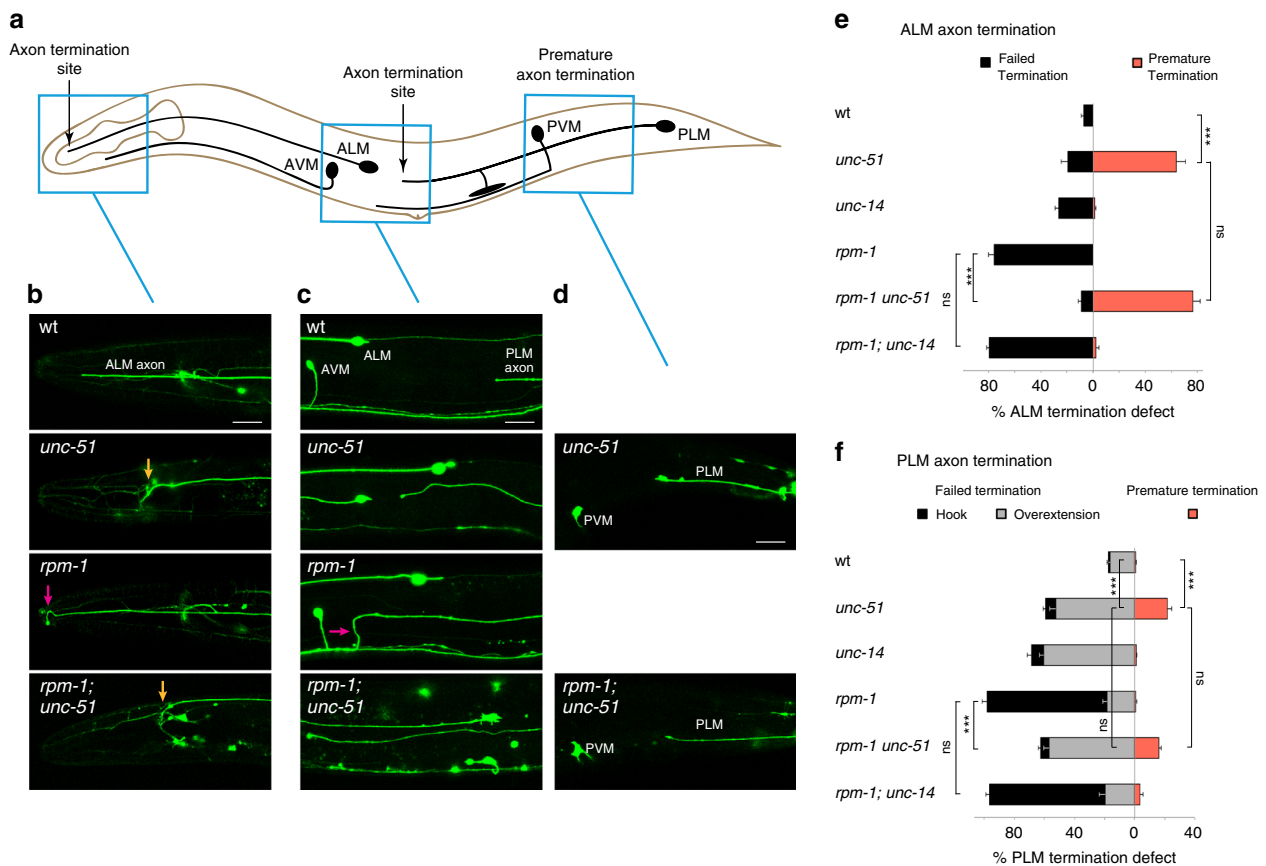 a
Axon termination
site
Axon termination
site
Premature
axon termination
AVM
ALM
PVM
PLM
b
wt
ALM axon
unc-51
rpm-1
rpm-1;
unc-51
c
wt
AVM
ALM
PLM
axon
unc-51
rpm-1
rpm-1;
unc-51
d
unc-51
PLM
PVM
rpm-1;
unc-51
PLM
PVM
e
ALM axon termination
Failed
Termination
Premature
Termination
wt
unc-51
unc-14
rpm-1
rpm-1 unc-51
rpm-1; unc-14
***
ns
***
ns
80 40 0 40 80
% ALM termination defect
f
PLM axon termination
Failed termination
Premature termination
Hook
Overextension
wt
unc-51
unc-14
rpm-1
rpm-1 unc-51
rpm-1; unc-14
***
***
ns
ns
***
ns
80 40 0 40
% PLM termination defect